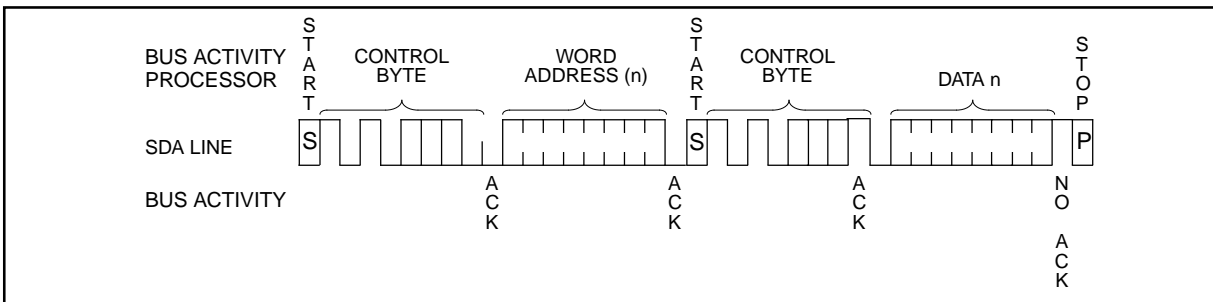 START
BUS ACTIVITY
PROCESSOR
CONTROL
BYTE
WORD
ADDRESS (n)
START
CONTROL
BYTE
DATA n
STOP
SDA LINE
S
S
P
BUS ACTIVITY
ACK
ACK
ACK
NO ACK